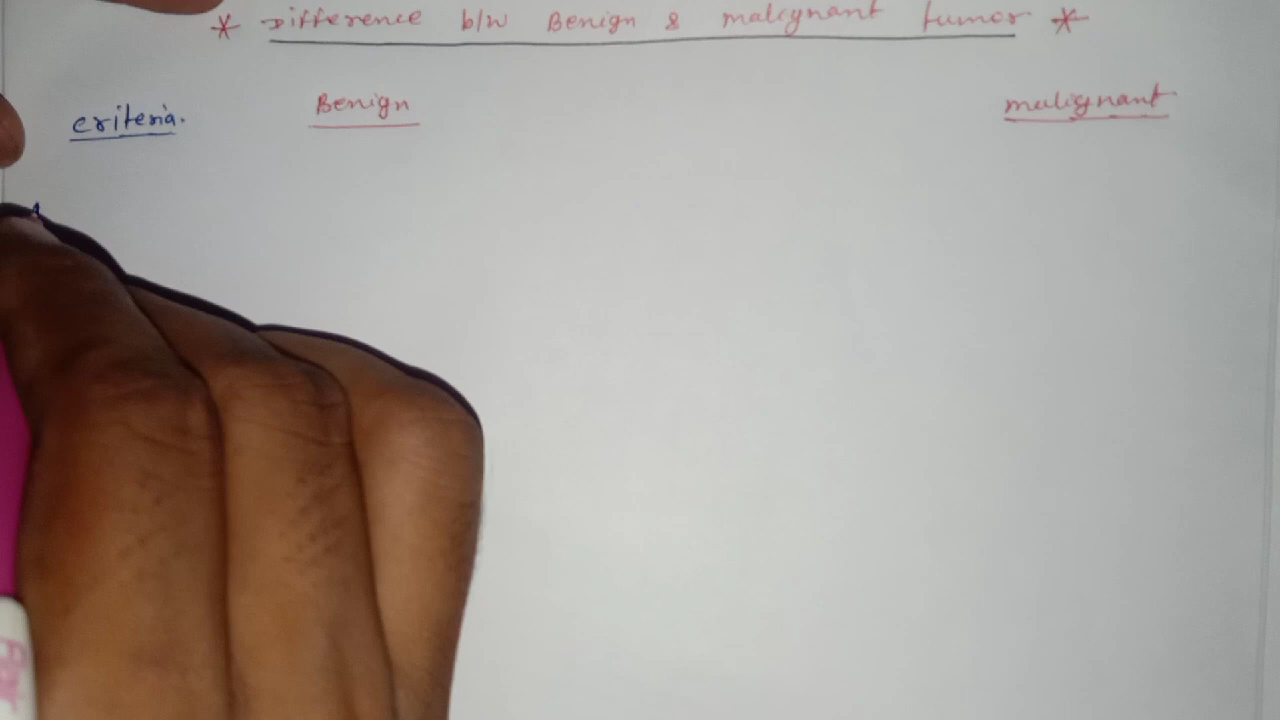 * Difference b/w Benign & malignant tumor *
criteria. Benign malignant